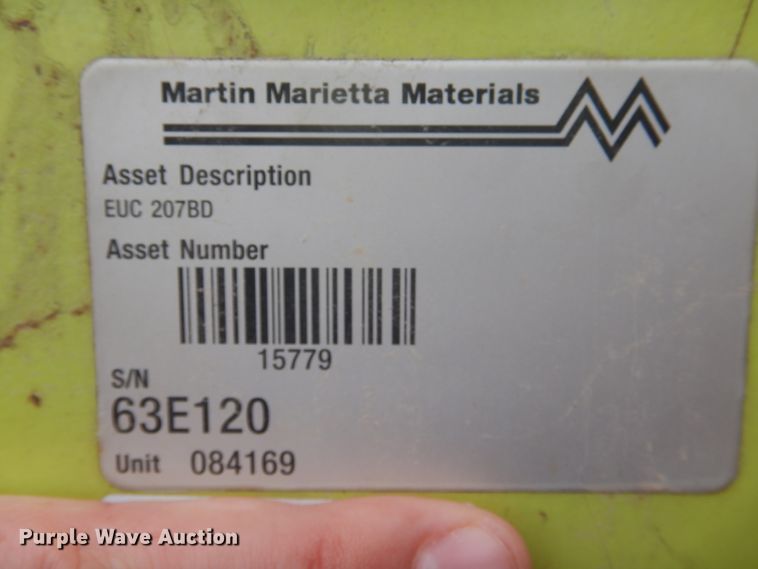 Martin Marietta Materials
Asset Description
EUC 207BD
Asset Number
15779
S/N
63E120
Unit 084169
Purple Wave Auction